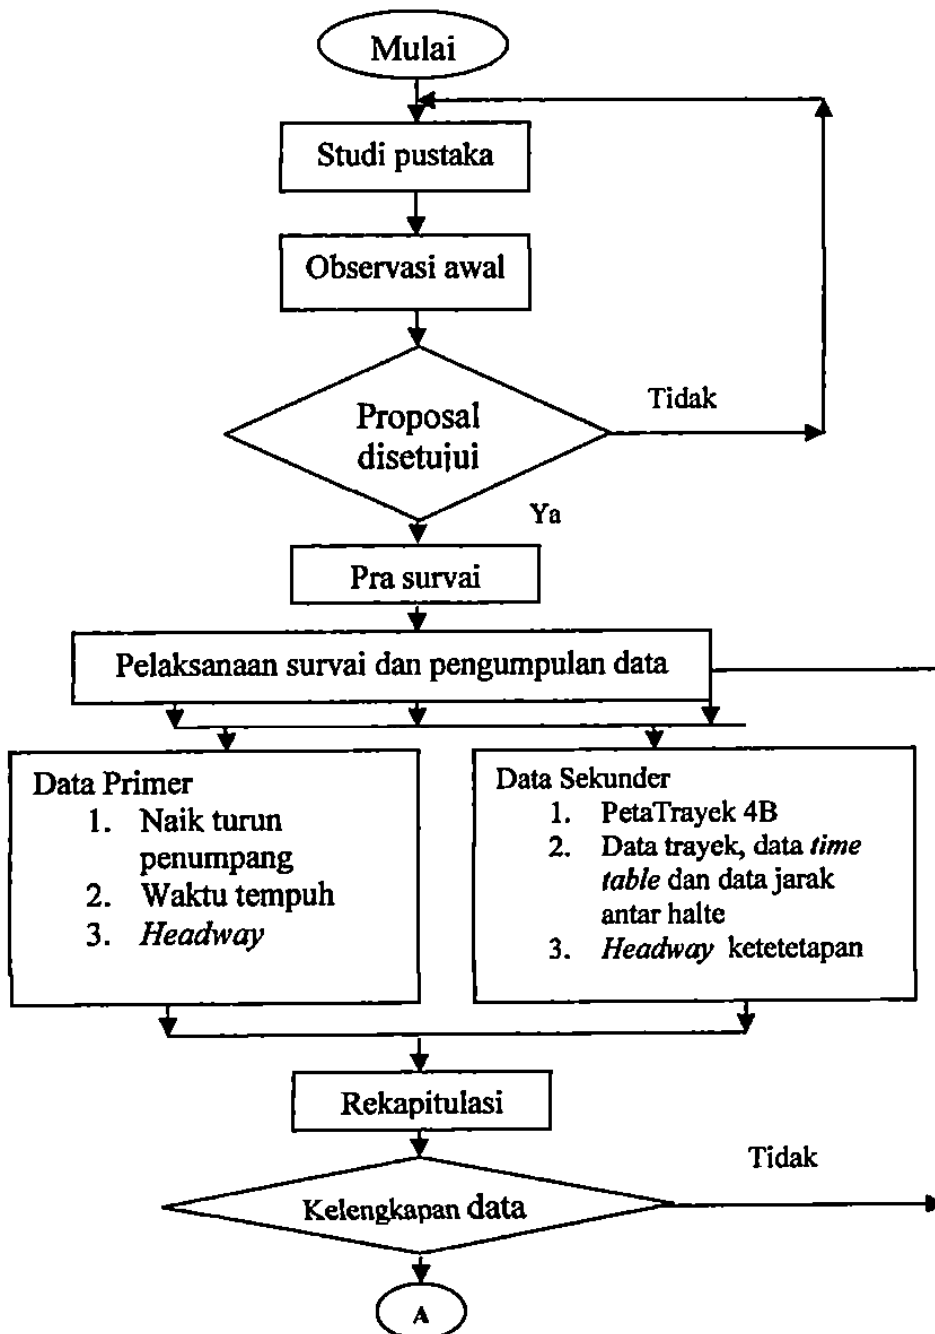 Mulai
Studi pustaka
Observasi awal
Proposal
disetujui
Tidak
Ya
Pra survai
Pelaksanaan survai dan pengumpulan data
Data Primer
1. Naik turun
penumpang
2. Waktu tempuh
3. Headway
Data Sekunder
1. PetaTrayek 4B
2. Data trayek, data time
table dan data jarak
antar halte
3. Headway ketetetapan
Rekapitulasi
Tidak
Kelengkapan data
A